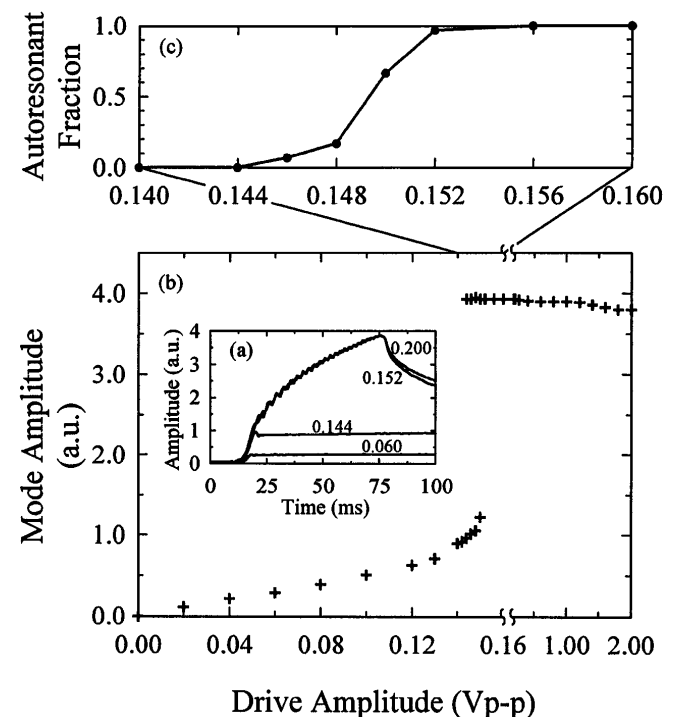 Autoresonant
Fraction
(c)
1.0
0.5
0.0
0.140 0.144 0.148 0.152 0.156 0.160
(b)
Mode Amplitude
(a.u.)
4.0
3.0
2.0
1.0
0.0
(a)
Amplitude (a.u.)
4
3
2
1
0
0.200
0.152
0.144
0.060
0 25 50 75 100
Time (ms)
0.00 0.04 0.08 0.12 0.16 1.00 2.00
Drive Amplitude (Vp-p)